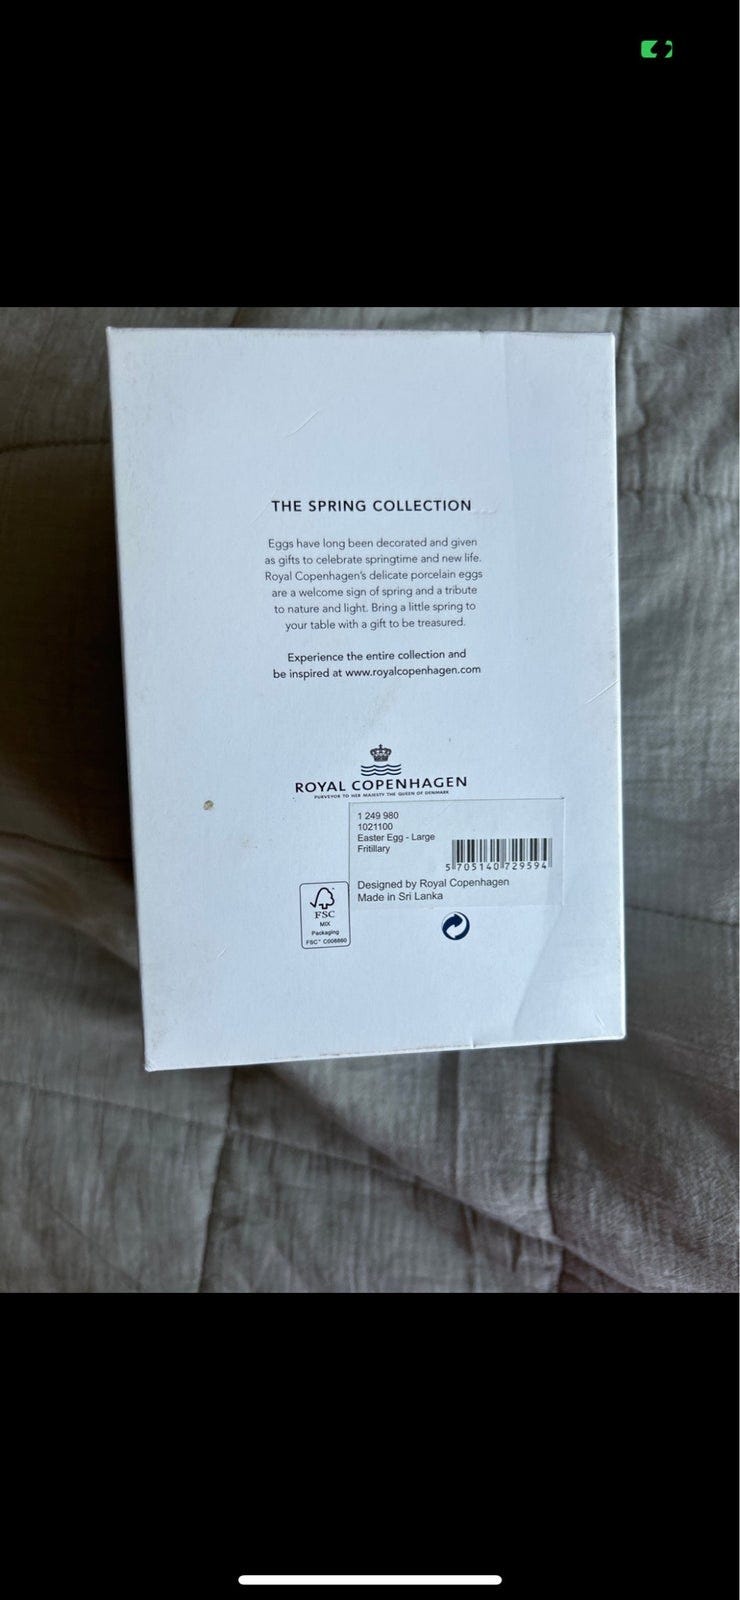 THE SPRING COLLECTION
Eggs have long been decorated and given
as gifts to celebrate springtime and new life.
Royal Copenhagen's delicate porcelain eggs
are a welcome sign of spring and a tribute
to nature and light. Bring a little spring to
your table with a gift to be treasured.
Experience the entire collection and
be inspired at www.royalcopenhagen.com
ROYAL COPENHAGEN
PURVEYOR TO HER MAJESTY THE QUEEN OF DENMARK
1 249 980
1021100
Easter Egg - Large
Fritillary
5 705140 729594
Designed by Royal Copenhagen
Made in Sri Lanka
FSC
MIX
Packaging
FSC™ C008860